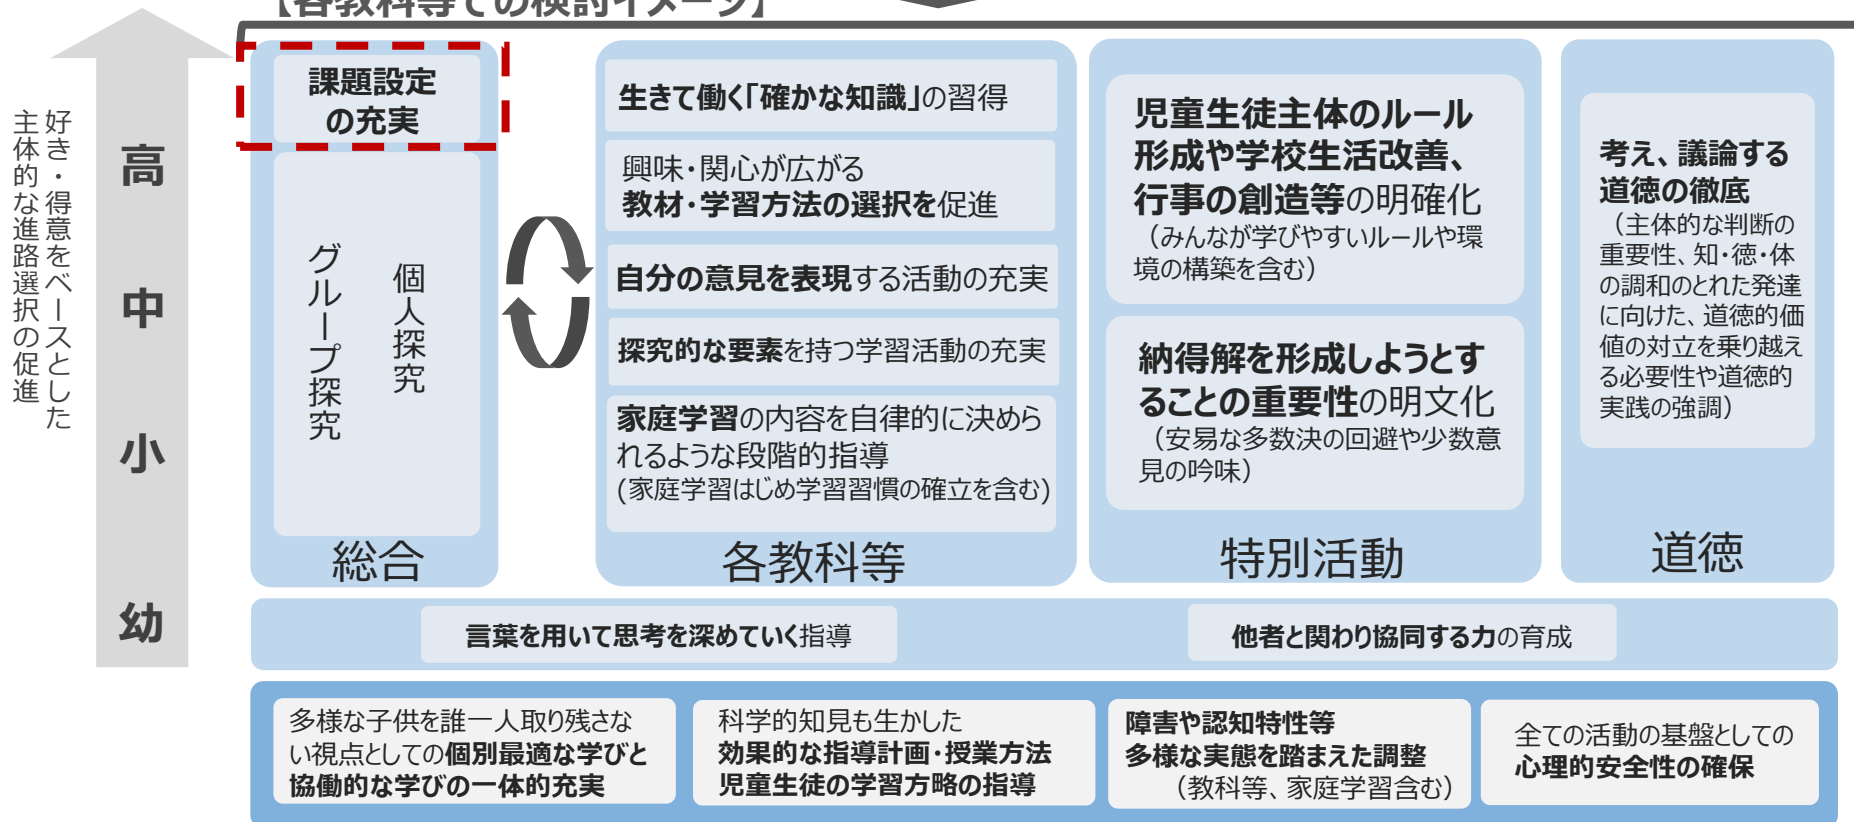 【各教科等での検討イメージ】
好き・得意をベースとした
主体的な進路選択の促進
高
中
小
幼
課題設定
の充実
個人探究
グループ探究
総合
生きて働く「確かな知識」の習得
興味・関心が広がる
教材・学習方法の選択を促進
自分の意見を表現する活動の充実
探究的な要素を持つ学習活動の充実
家庭学習の内容を自律的に決めら
れるような段階的指導
(家庭学習はじめ学習習慣の確立を含む)
各教科等
児童生徒主体のルール
形成や学校生活改善、
行事の創造等の明確化
（みんなが学びやすいルールや環
境の構築を含む）
納得解を形成しようとす
ることの重要性の明文化
（安易な多数決の回避や少数意
見の吟味）
特別活動
考え、議論する
道徳の徹底
（主体的な判断の
重要性、知・徳・体
の調和のとれた発達
に向けた、道徳的価
値の対立を乗り越え
る必要性や道徳的
実践の強調）
道徳
言葉を用いて思考を深めていく指導
他者と関わり協同する力の育成
多様な子供を誰一人取り残さな
い視点としての個別最適な学びと
協働的な学びの一体的充実
科学的知見も生かした
効果的な指導計画・授業方法
児童生徒の学習方略の指導
障害や認知特性等
多様な実態を踏まえた調整
（教科等、家庭学習含む）
全ての活動の基盤としての
心理的安全性の確保